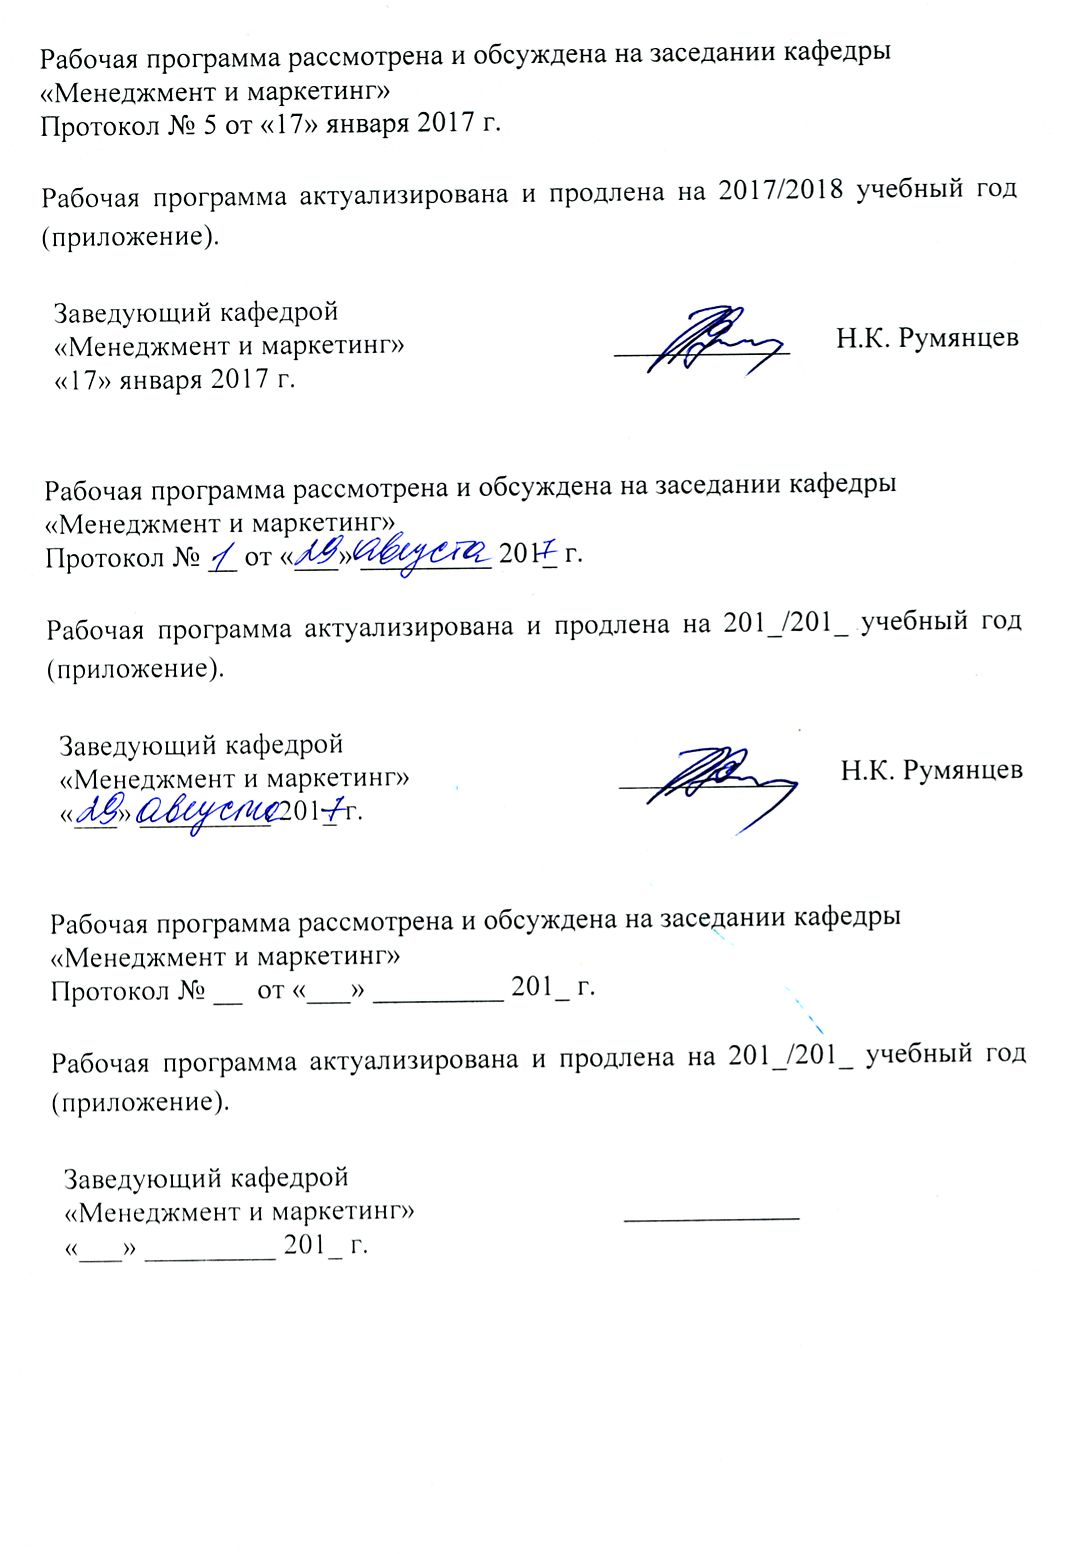 Рабочая программа рассмотрена и обсуждена на заседании кафедры
«Менеджмент и маркетинг»
Протокол № 5 от «17» января 2017 г.
Рабочая программа актуализирована и продлена на 2017/2018 учебный год
(приложение).
Заведующий кафедрой
«Менеджмент и маркетинг» ____________ Н.К. Румянцев
«17» января 2017 г.
Рабочая программа рассмотрена и обсуждена на заседании кафедры
«Менеджмент и маркетинг»
Протокол № 1 от «29» августа 2017 г.
Рабочая программа актуализирована и продлена на 201_/201_ учебный год
(приложение).
Заведующий кафедрой
«Менеджмент и маркетинг» ____________ Н.К. Румянцев
«29» августа 2017 г.
Рабочая программа рассмотрена и обсуждена на заседании кафедры
«Менеджмент и маркетинг»
Протокол № __ от «___» _________ 201_ г.
Рабочая программа актуализирована и продлена на 201_/201_ учебный год
(приложение).
Заведующий кафедрой
«Менеджмент и маркетинг» ____________
«___» _________ 201_ г.